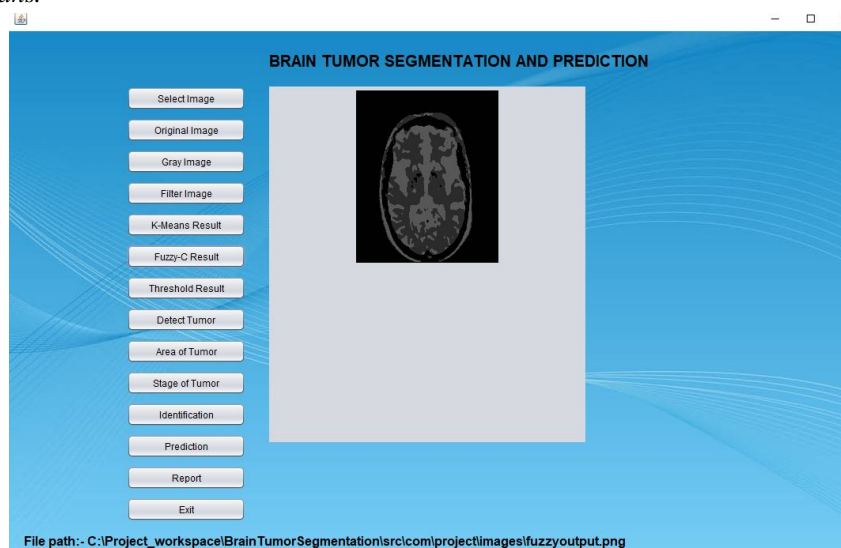 BRAIN TUMOR SEGMENTATION AND PREDICTION
Select Image
Original Image
Gray Image
Filter Image
K-Means Result
Fuzzy-C Result
Threshold Result
Detect Tumor
Area of Tumor
Stage of Tumor
Identification
Prediction
Report
Exit
File path:- C:\Project_workspace\BrainTumorSegmentation\src\com\project\images\fuzzyoutput.png